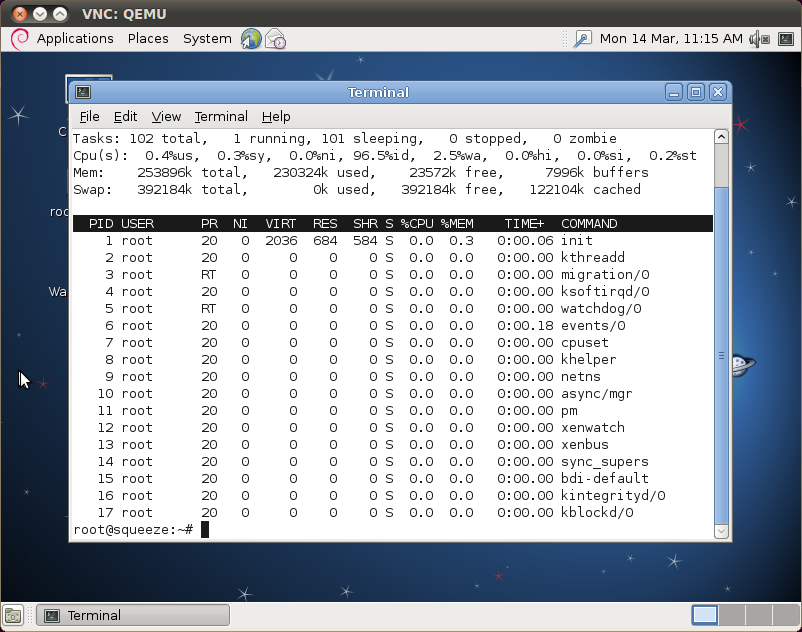 VNC: QEMU
Applications Places System Mon 14 Mar, 11:15 AM
Terminal
File Edit View Terminal Help
Tasks: 102 total, 1 running, 101 sleeping, 0 stopped, 0 zombie
Cpu(s): 0.4%us, 0.3%sy, 0.0%ni, 96.5%id, 2.5%wa, 0.0%hi, 0.0%si, 0.2%st
Mem: 253896k total, 230324k used, 23572k free, 7996k buffers
Swap: 392184k total, 0k used, 392184k free, 122104k cached
PID USER PR NI VIRT RES SHR S %CPU %MEM TIME+ COMMAND
1 root 20 0 2036 684 584 S 0.0 0.3 0:00.06 init
2 root 20 0 0 0 0 S 0.0 0.0 0:00.00 kthreadd
3 root RT 0 0 0 0 S 0.0 0.0 0:00.00 migration/0
4 root 20 0 0 0 0 S 0.0 0.0 0:00.00 ksoftirqd/0
5 root RT 0 0 0 0 S 0.0 0.0 0:00.00 watchdog/0
6 root 20 0 0 0 0 S 0.0 0.0 0:00.18 events/0
7 root 20 0 0 0 0 S 0.0 0.0 0:00.00 cpuset
8 root 20 0 0 0 0 S 0.0 0.0 0:00.00 khelper
9 root 20 0 0 0 0 S 0.0 0.0 0:00.00 netns
10 root 20 0 0 0 0 S 0.0 0.0 0:00.00 async/mgr
11 root 20 0 0 0 0 S 0.0 0.0 0:00.00 pm
12 root 20 0 0 0 0 S 0.0 0.0 0:00.00 xenwatch
13 root 20 0 0 0 0 S 0.0 0.0 0:00.00 xenbus
14 root 20 0 0 0 0 S 0.0 0.0 0:00.00 sync_supers
15 root 20 0 0 0 0 S 0.0 0.0 0:00.00 bdi-default
16 root 20 0 0 0 0 S 0.0 0.0 0:00.00 kintegrityd/0
17 root 20 0 0 0 0 S 0.0 0.0 0:00.00 kblockd/0
root@squeeze:~#
Terminal